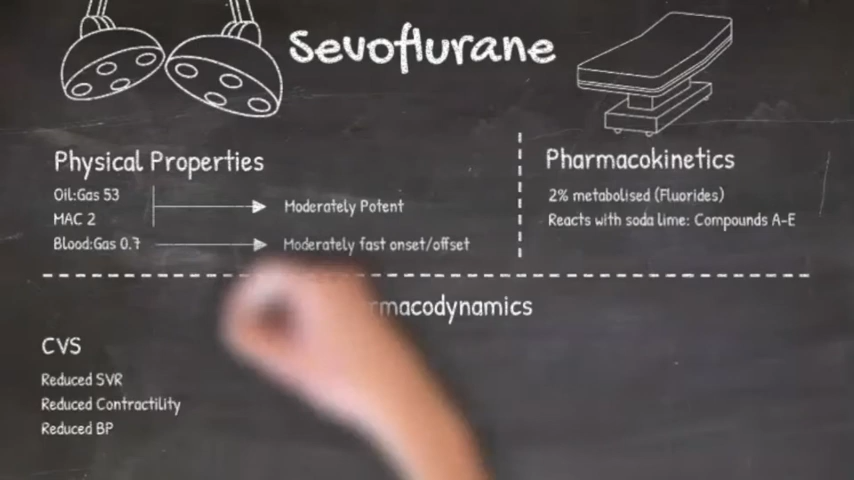 Sevoflurane
Physical Properties
Oil:Gas 53
MAC 2
Blood:Gas 0.7
Moderately Potent
Moderately fast onset/offset
Pharmacokinetics
2% metabolised (Fluorides)
Reacts with soda lime: Compounds A-E
CVS
Reduced SVR
Reduced Contractility
Reduced BP